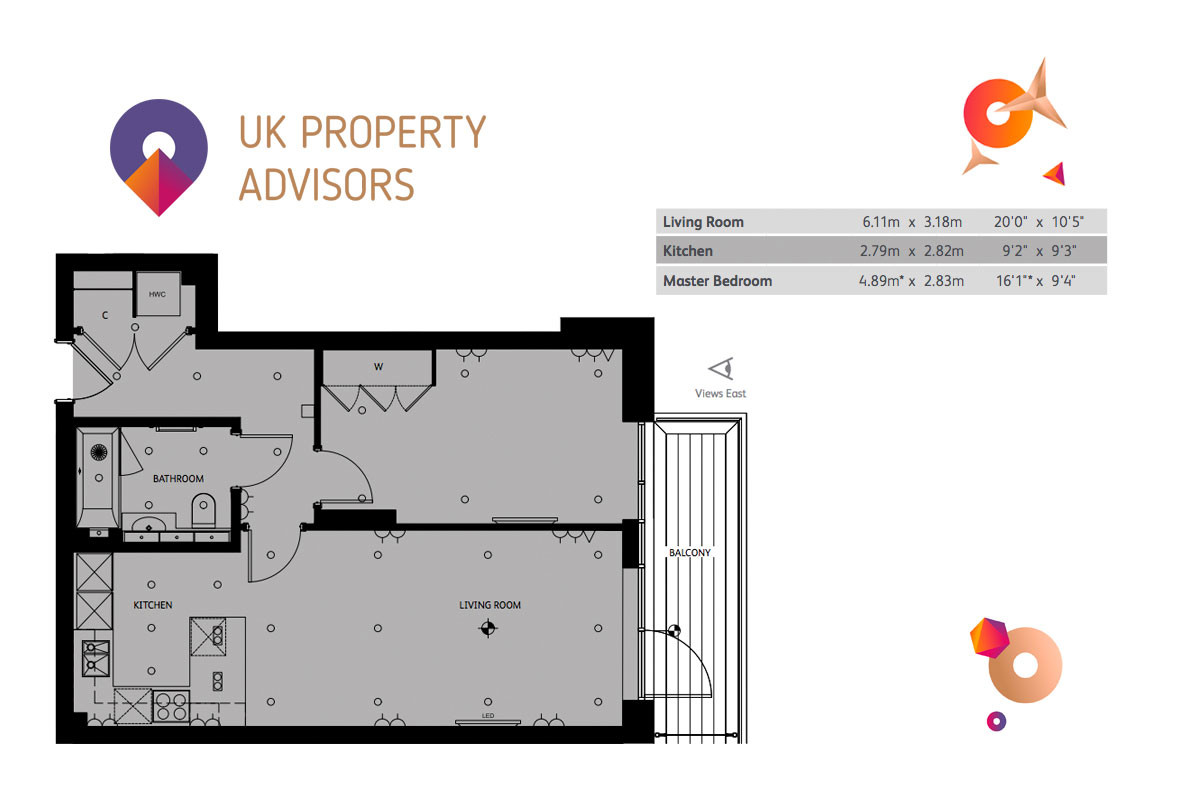 UK PROPERTY
ADVISORS
Living Room 6.11m x 3.18m 20'0" x 10'5"
Kitchen 2.79m x 2.82m 9'2" x 9'3"
Master Bedroom 4.89m* x 2.83m 16'1"* x 9'4"
HWC
C
W
Views East
BATHROOM
BALCONY
KITCHEN
LIVING ROOM
LED